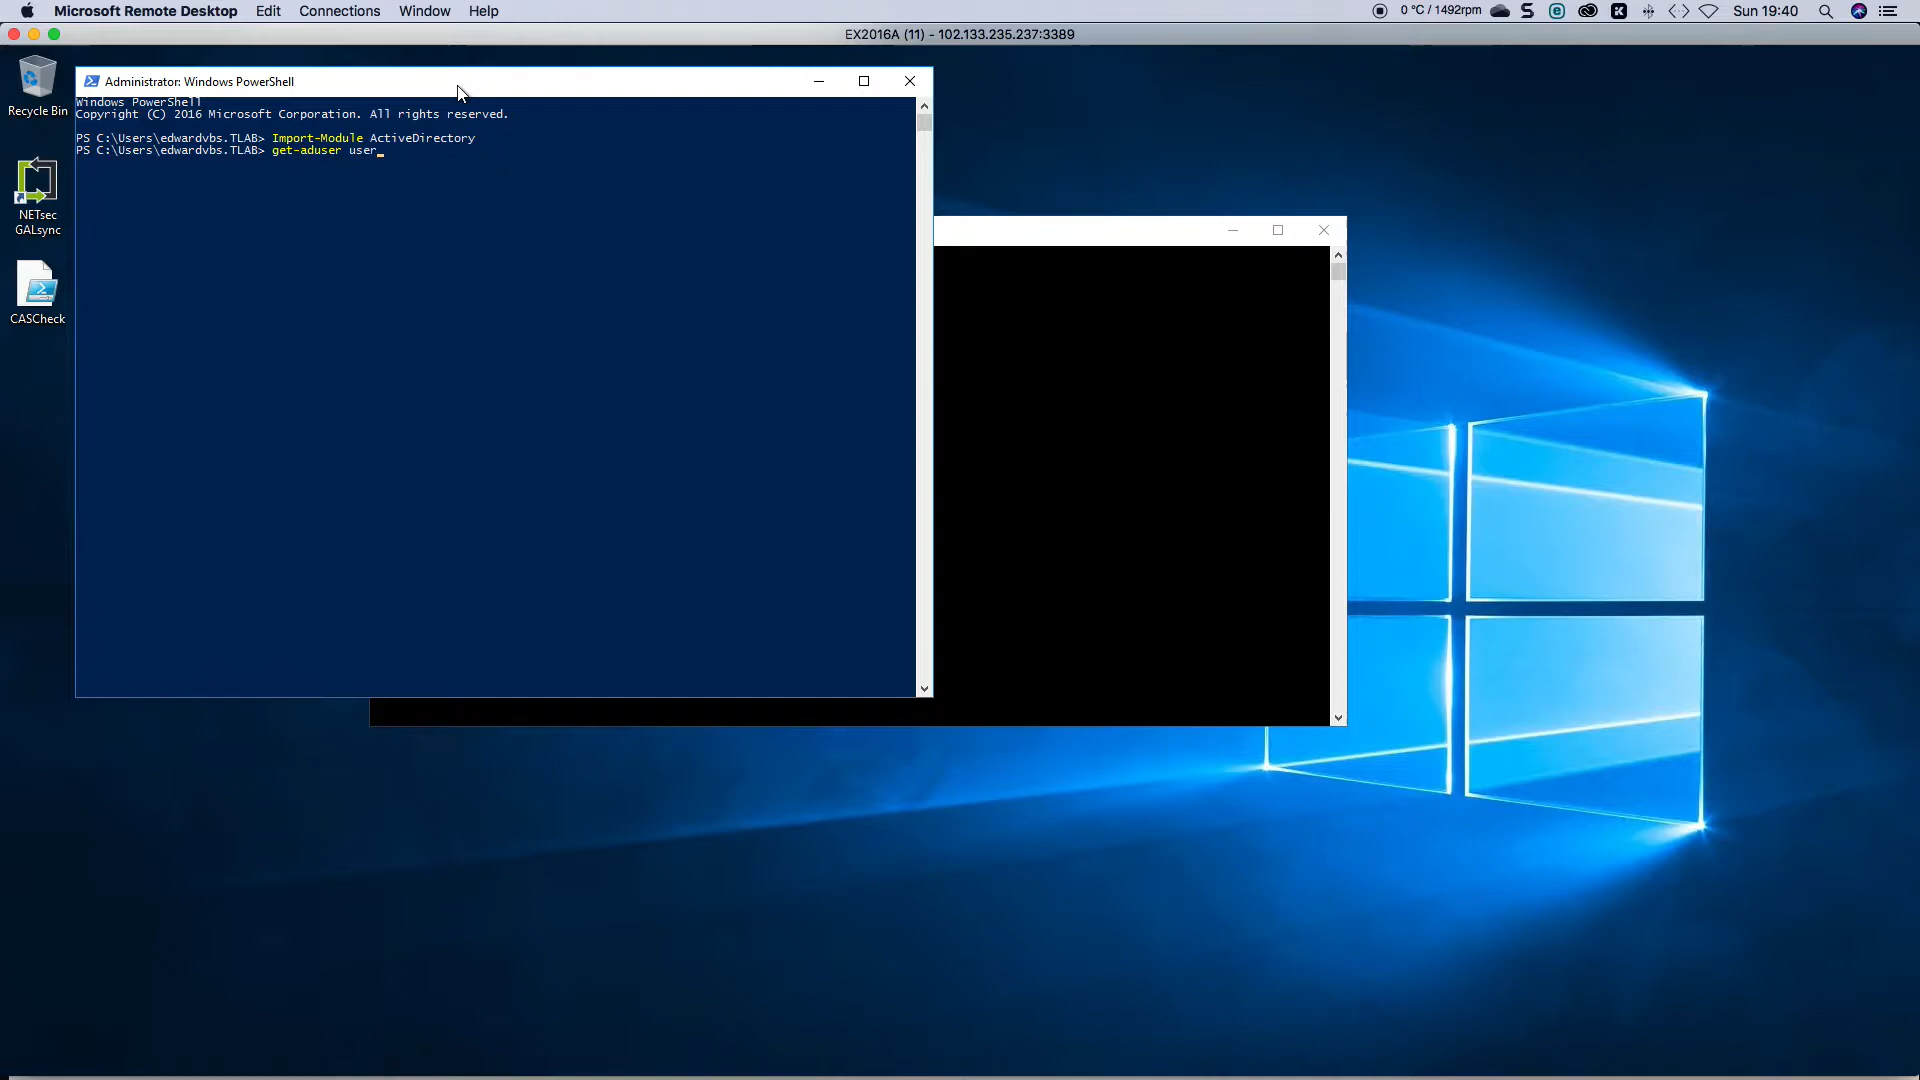 Microsoft Remote Desktop Edit Connections Window Help
0 °C / 1492rpm
Sun 19:40
EX2016A (11) - 102.133.235.237:3389
Recycle Bin
NETsec
GALsync
CASCheck
Administrator: Windows PowerShell
Windows PowerShell
Copyright (C) 2016 Microsoft Corporation. All rights reserved.
PS C:\Users\edwardvbs.TLAB> Import-Module ActiveDirectory
PS C:\Users\edwardvbs.TLAB> get-aduser user_